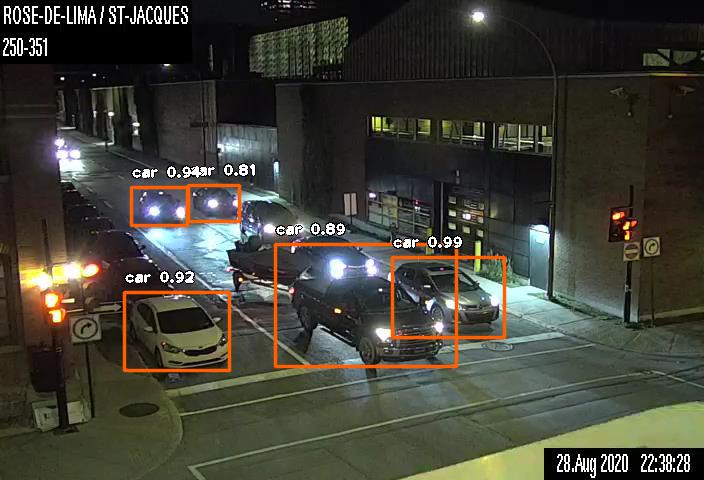 ROSE-DE-LIMA / ST-JACQUES
250-351
car 0.94
car 0.81
car 0.89
car 0.99
car 0.92
28.Aug 2020 22:38:28